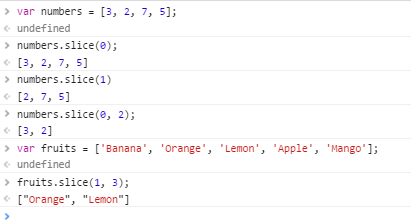 > var numbers = [3, 2, 7, 5];
< undefined
> numbers.slice(0);
< [3, 2, 7, 5]
> numbers.slice(1)
< [2, 7, 5]
> numbers.slice(0, 2);
< [3, 2]
> var fruits = ['Banana', 'Orange', 'Lemon', 'Apple', 'Mango'];
< undefined
> fruits.slice(1, 3);
< ["Orange", "Lemon"]
>